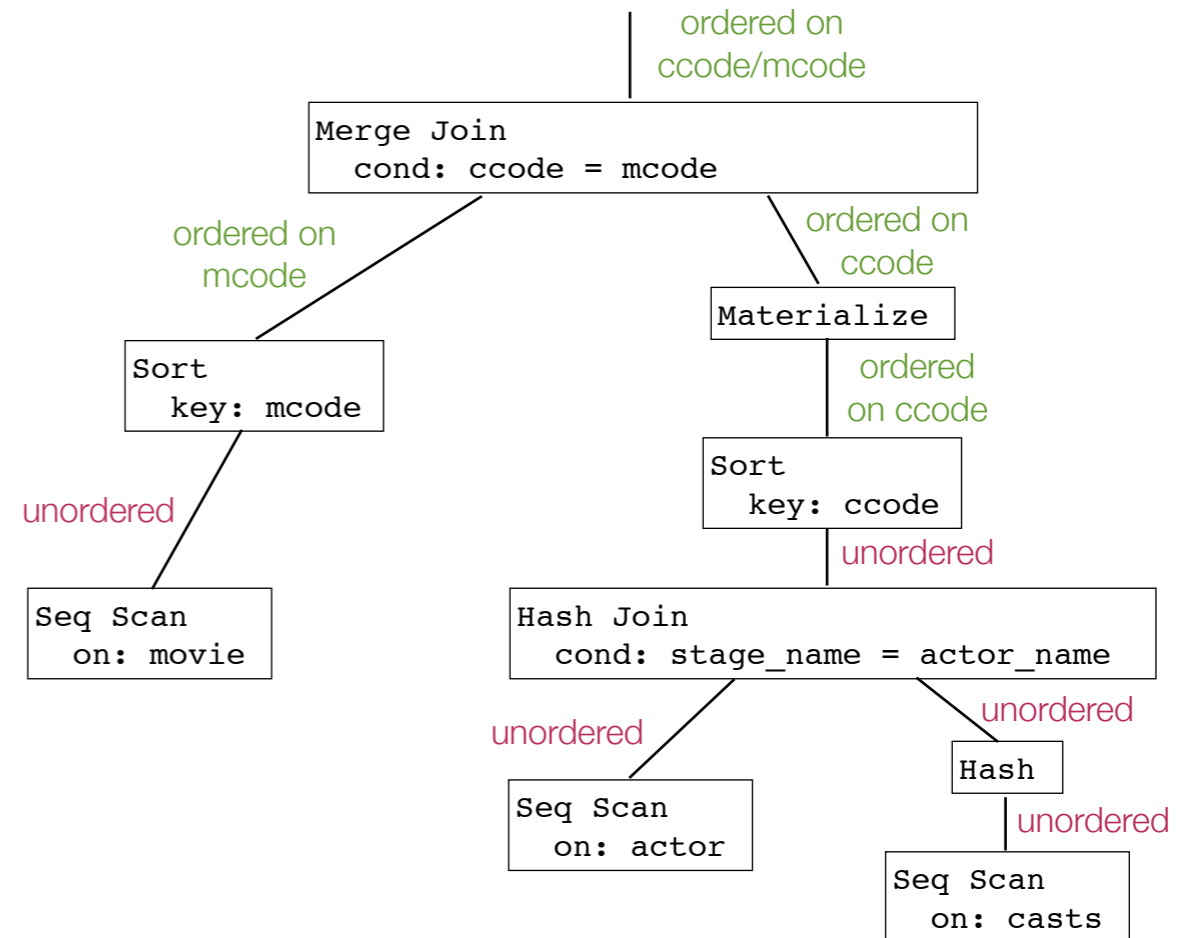 ordered on
ccode/mcode
Merge Join
cond: ccode = mcode
ordered on
mcode
ordered on
ccode
Materialize
Sort
key: mcode
ordered
on ccode
Sort
key: ccode
unordered
unordered
Seq Scan
on: movie
Hash Join
cond: stage_name = actor_name
unordered
unordered
Hash
Seq Scan
on: actor
unordered
Seq Scan
on: casts